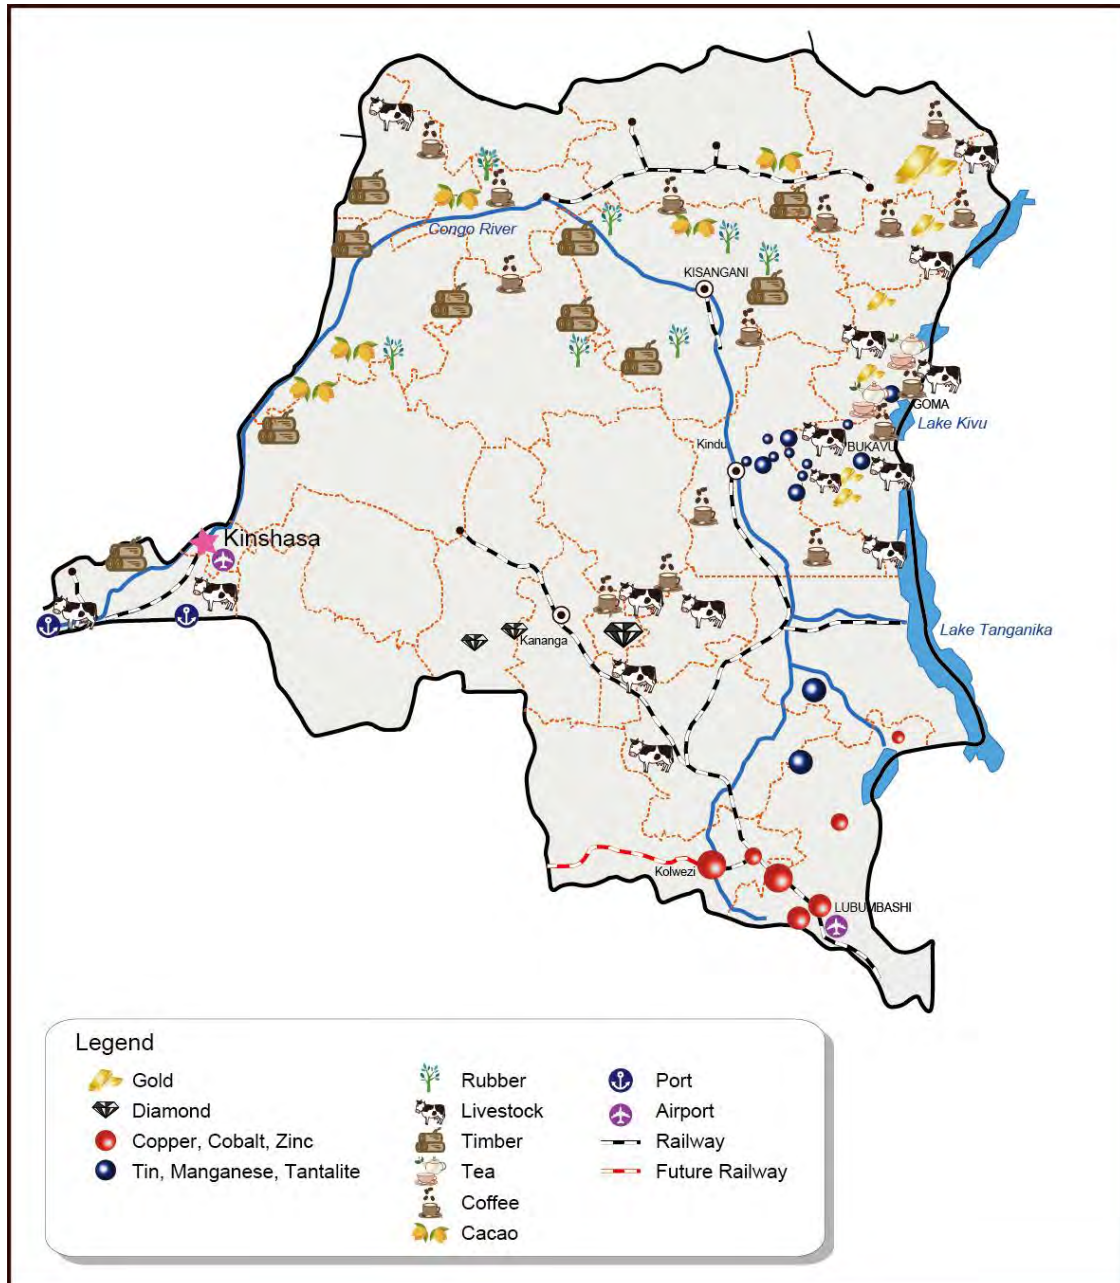 Congo River
KISANGANI
GOMA
Lake Kivu
Kindu
BUKAVU
Kinshasa
Kananga
Lake Tanganika
Kolwezi
LUBUMBASHI
Legend
Gold
Diamond
Copper, Cobalt, Zinc
Tin, Manganese, Tantalite
Rubber
Livestock
Timber
Tea
Coffee
Cacao
Port
Airport
Railway
Future Railway